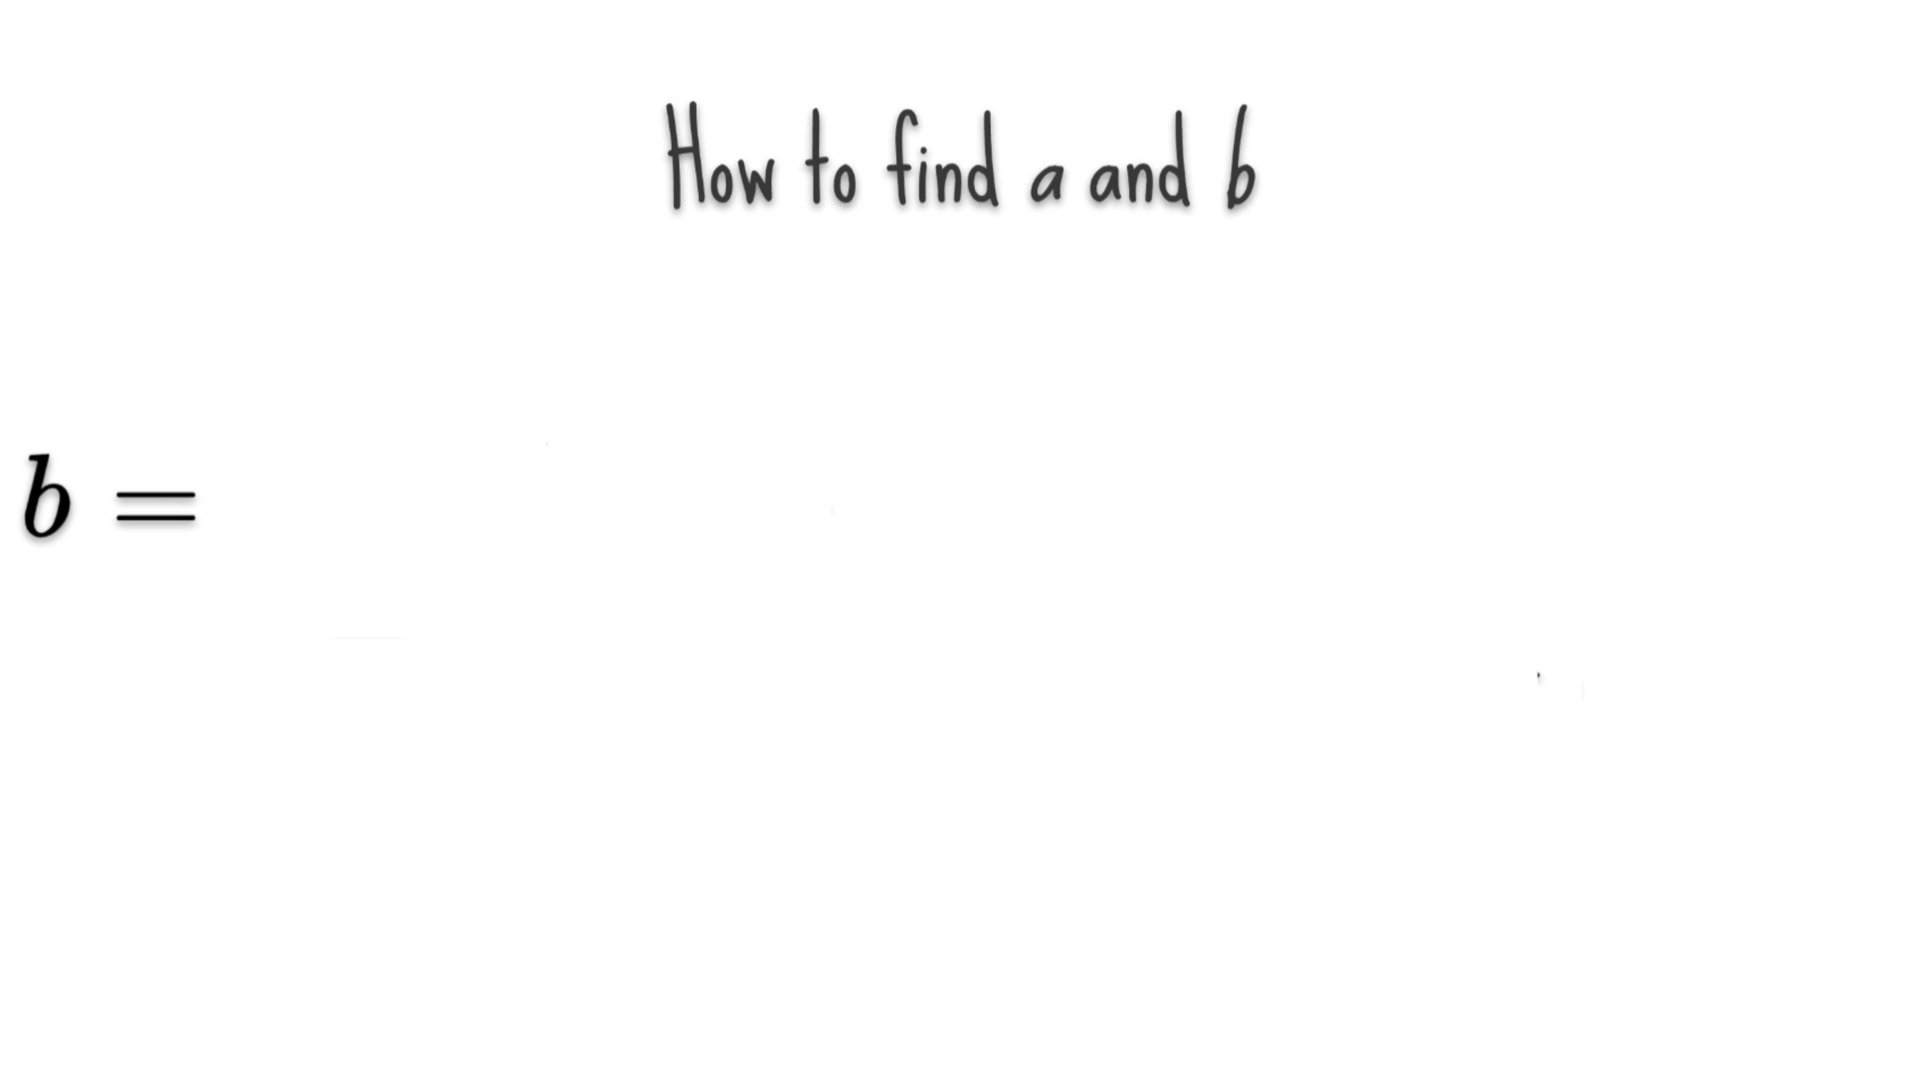 How to find a and b
b =